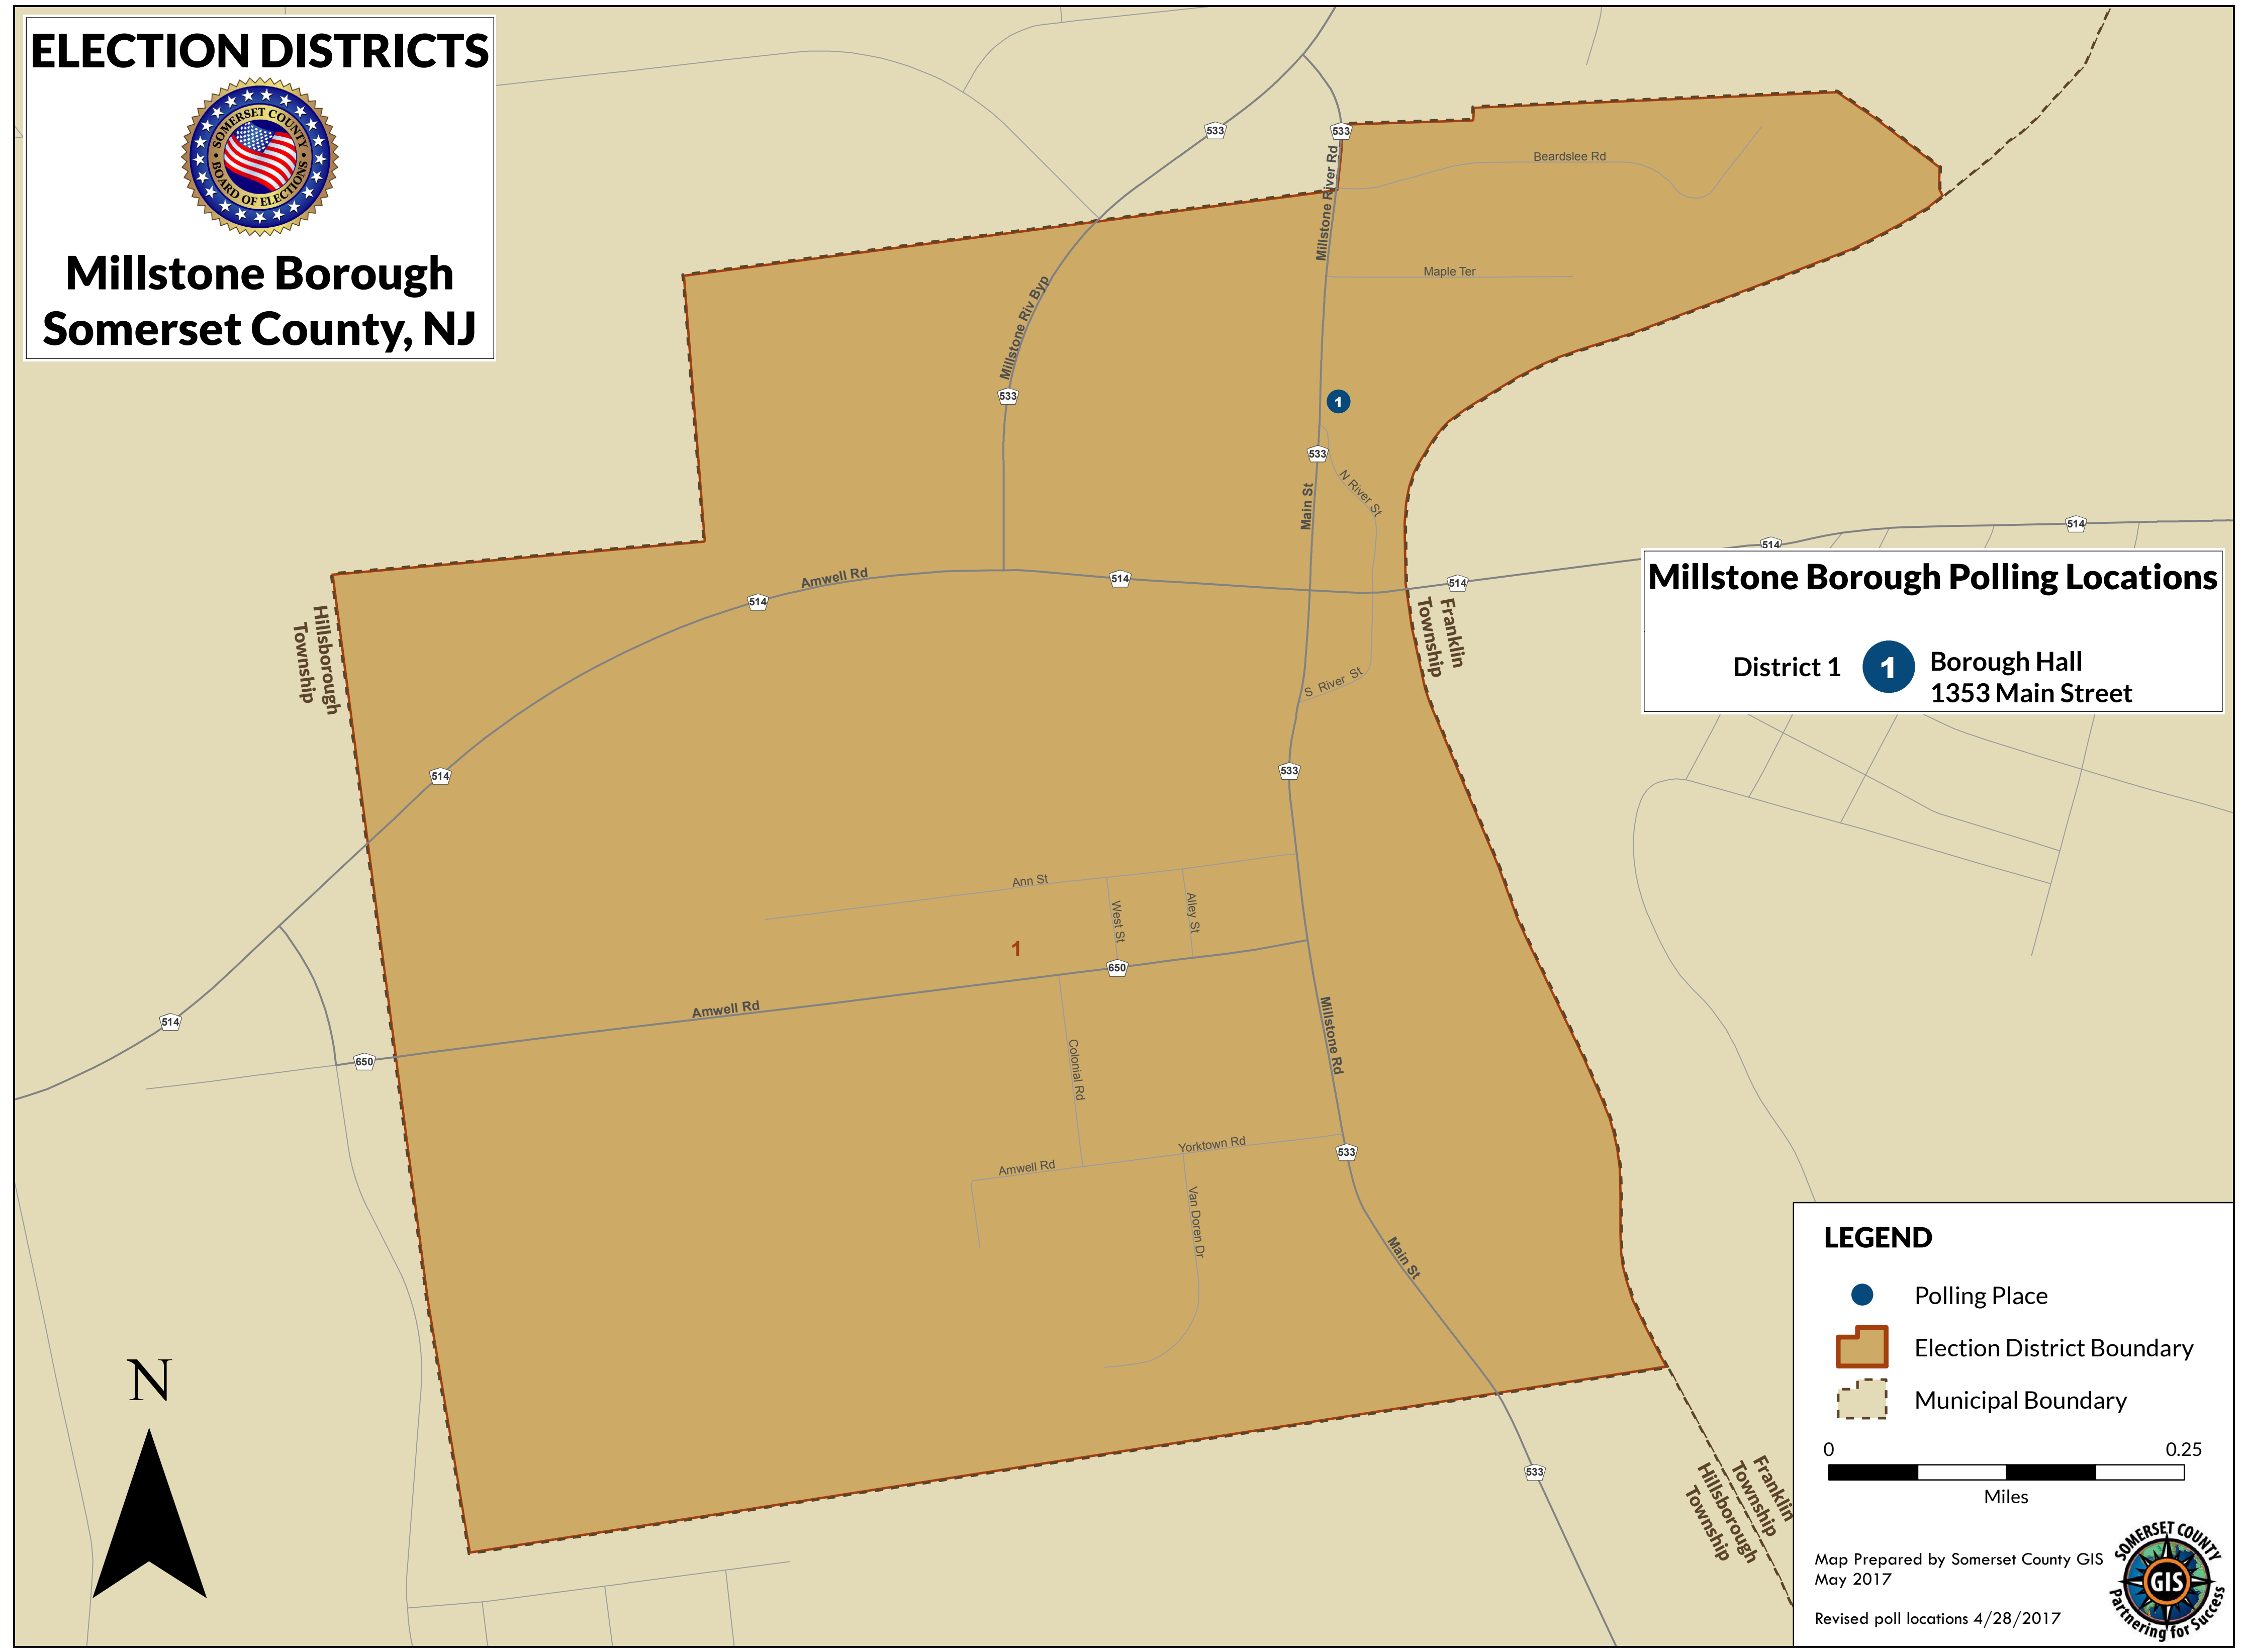 ELECTION DISTRICTS
SOMERSET COUNTY
BOARD OF ELECTIONS
Millstone Borough
Somerset County, NJ
533
533
Millstone River Rd
Beardslee Rd
Maple Ter
Millstone Riv Byp
533
1
533
N River St
Main St
514
514
Amwell Rd
514
514
514
Hillsborough
Township
Franklin
Township
Millstone Borough Polling Locations
District 1
1
Borough Hall
1353 Main Street
S River St
533
514
Ann St
West St
Alley St
1
650
Amwell Rd
514
650
Millstone Rd
Colonial Rd
Yorktown Rd
Amwell Rd
533
Van Doren Dr
Main St
533
Franklin
Township
Hillsborough
Township
N
LEGEND
Polling Place
Election District Boundary
Municipal Boundary
0
0.25
Miles
Map Prepared by Somerset County GIS
May 2017
Revised poll locations 4/28/2017
SOMERSET COUNTY
GIS
Partnering for Success